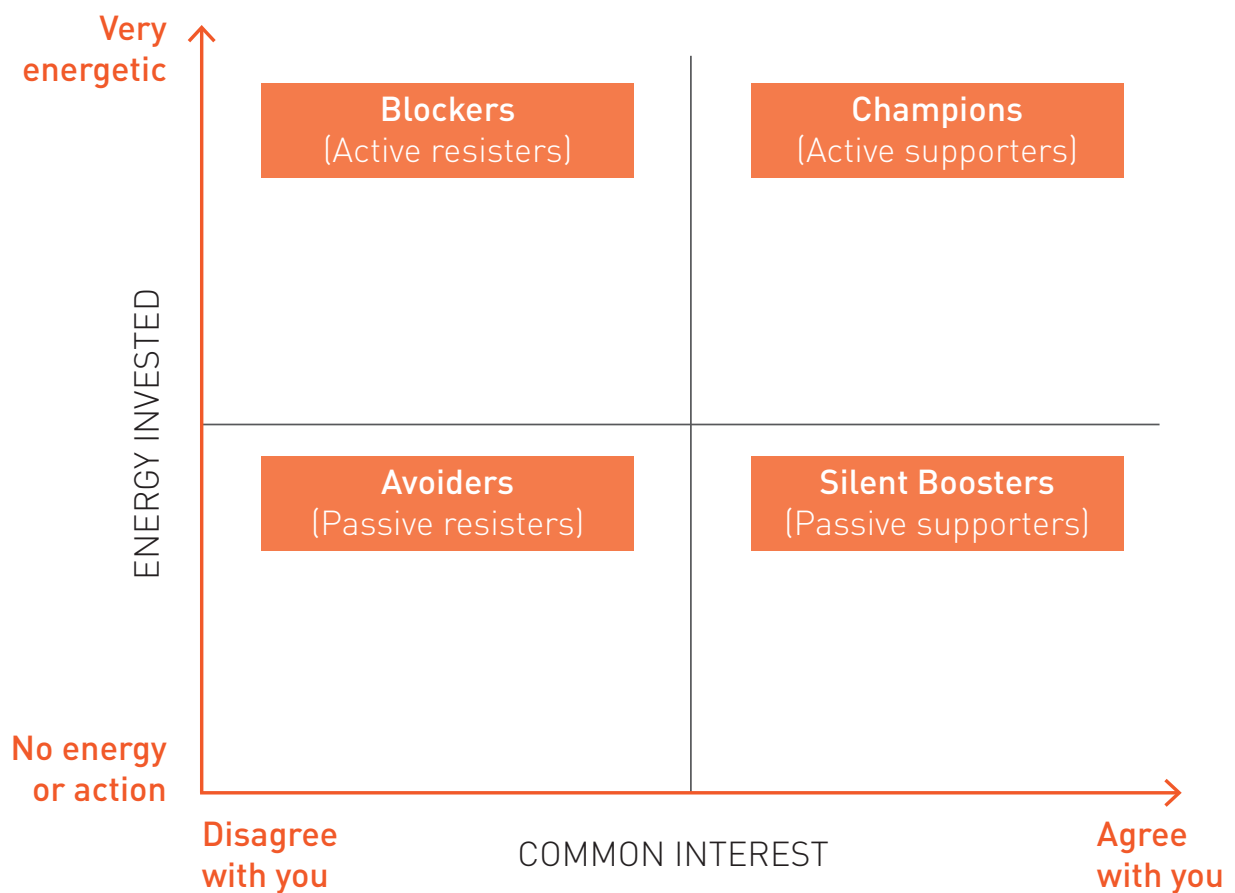 Very
energetic
Blockers
(Active resisters)
Champions
(Active supporters)
ENERGY INVESTED
Avoiders
(Passive resisters)
Silent Boosters
(Passive supporters)
No energy
or action
Disagree
with you
COMMON INTEREST
Agree
with you